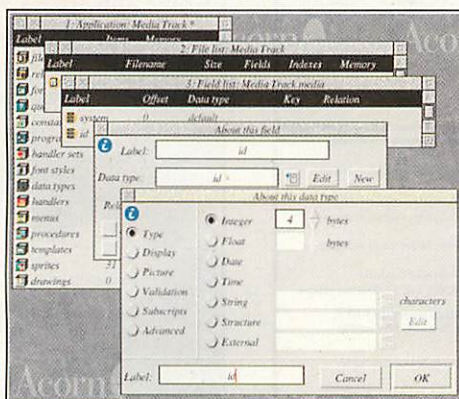 1: Application: Media Track *
Label Items Memory
2: File list: Media Track
Label Filename Size Fields Indexes Memory
3: Field list: Media Track media
Label Offset Data type Key Relation
system 0 default
id
About this field
Label: id
Data type: id Edit New
About this data type
Type
Display
Picture
Validation
Subscripts
Advanced
Integer 4 bytes
Float bytes
Date
Time
String characters
Structure Edit
External
Label: id Cancel OK
handler sets
font styles
data types
handlers
menus
procedures
templates
sprites 31
drawings 0
Acorn
Acorn